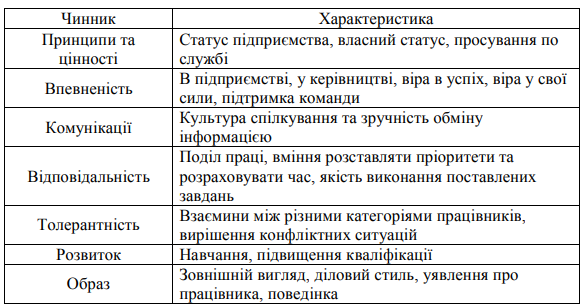 Чинник Характеристика
Принципи та цінності Статус підприємства, власний статус, просування по службі
Впевненість В підприємстві, у керівництві, віра в успіх, віра у свої сили, підтримка команди
Комунікації Культура спілкування та зручність обміну інформацією
Відповідальність Поділ праці, вміння розставляти пріоритети та розраховувати час, якість виконання поставлених завдань
Толерантність Взаємини між різними категоріями працівників, вирішення конфліктних ситуацій
Розвиток Навчання, підвищення кваліфікації
Образ Зовнішній вигляд, діловий стиль, уявлення про працівника, поведінка